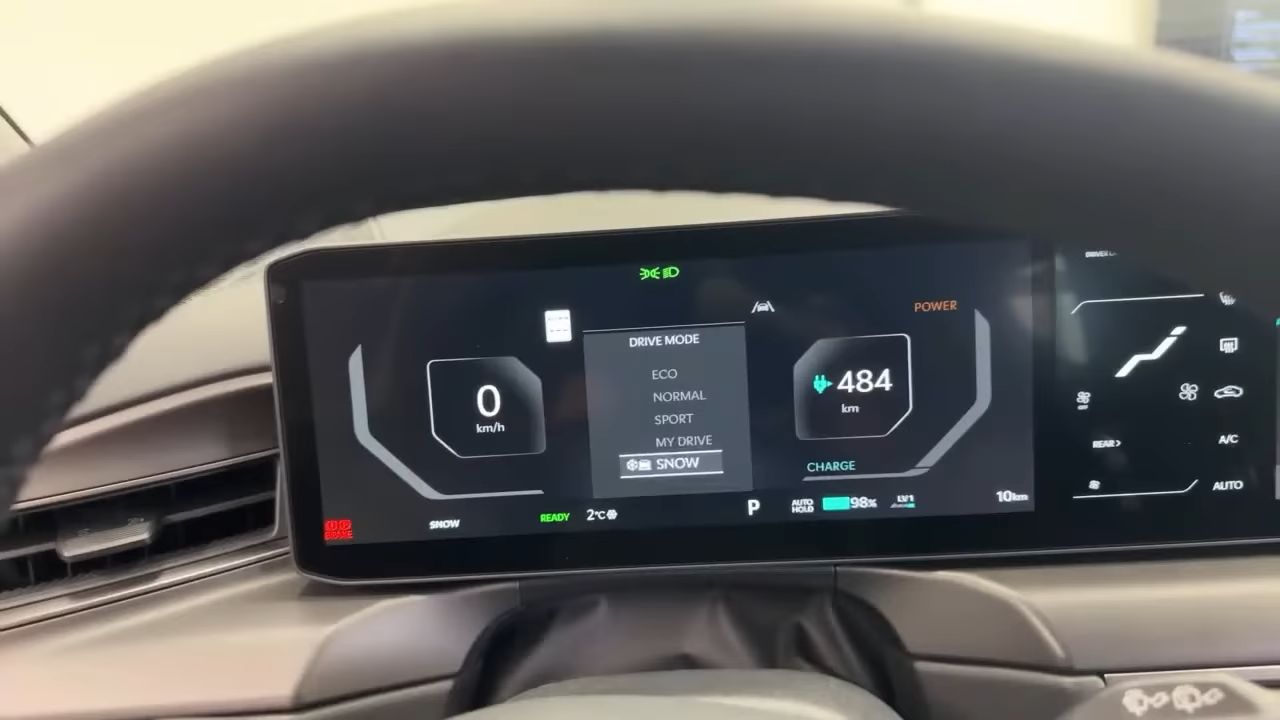 POWER
DRIVE MODE
ECO
NORMAL
SPORT
MY DRIVE
SNOW
0
km/h
484
km
CHARGE
BRAKE
SNOW
READY
2°C
P
AUTO
HOLD
98%
LV1
10km
REAR>
A/C
AUTO